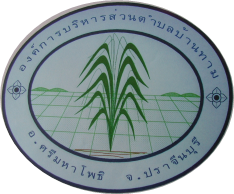 องค์การบริหารส่วนตำบลบ้านทาม
อ.ศรีมหาโพธิ จ.ปราจีนบุรี